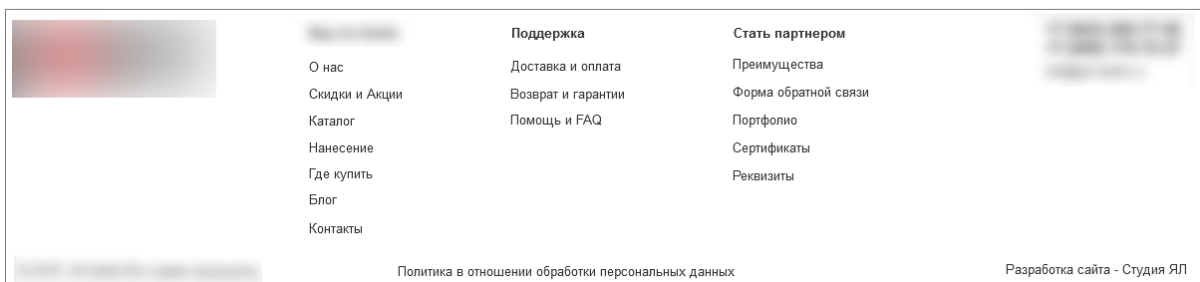 Поддержка
Стать партнером
О нас
Скидки и Акции
Каталог
Нанесение
Где купить
Блог
Контакты
Доставка и оплата
Возврат и гарантии
Помощь и FAQ
Преимущества
Форма обратной связи
Портфолио
Сертификаты
Реквизиты
Политика в отношении обработки персональных данных
Разработка сайта - Студия ЯЛ